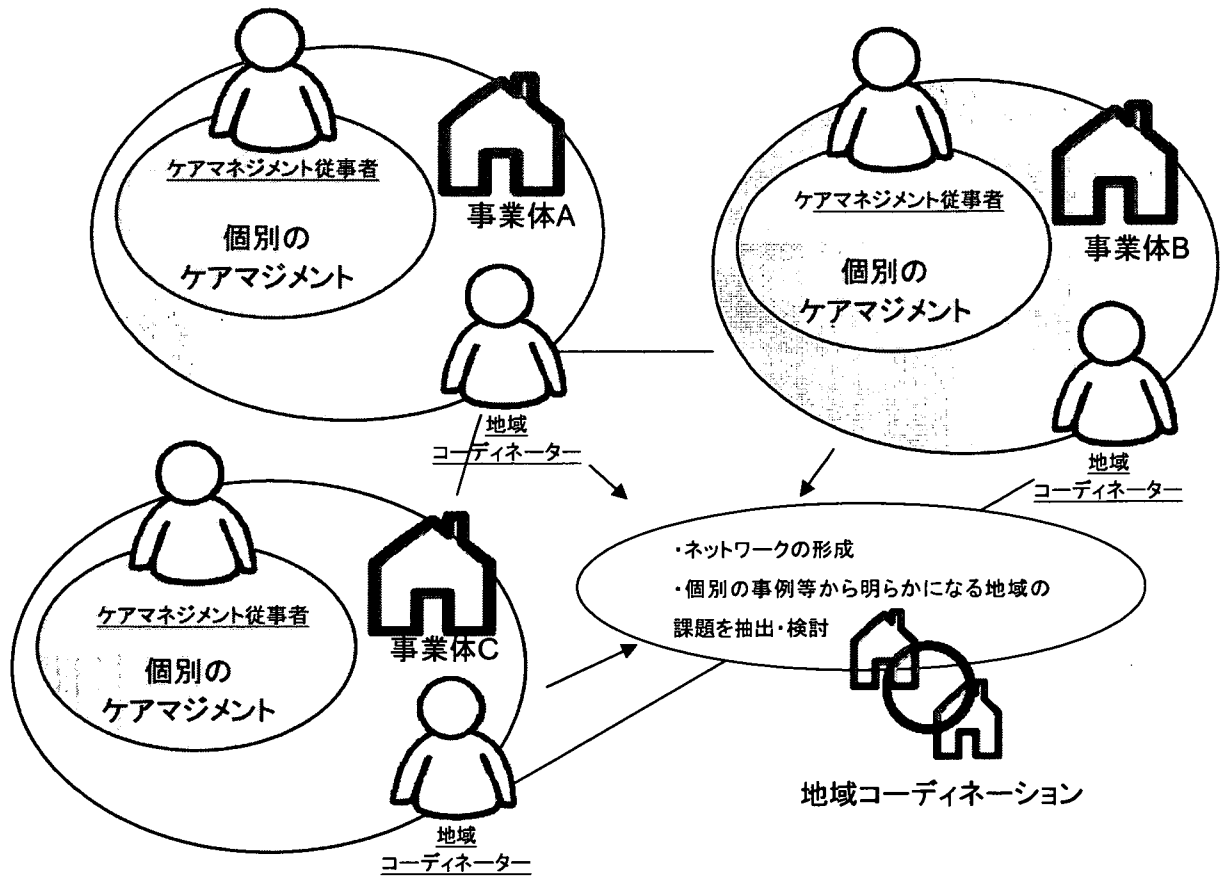 ケアマネジメント従事者
個別の
ケアマジメント
事業体A
地域
コーディネーター
ケアマネジメント従事者
個別の
ケアマジメント
事業体B
地域
コーディネーター
ケアマネジメント従事者
個別の
ケアマジメント
事業体C
地域
コーディネーター
・ネットワークの形成
・個別の事例等から明らかになる地域の
課題を抽出・検討
地域コーディネーション